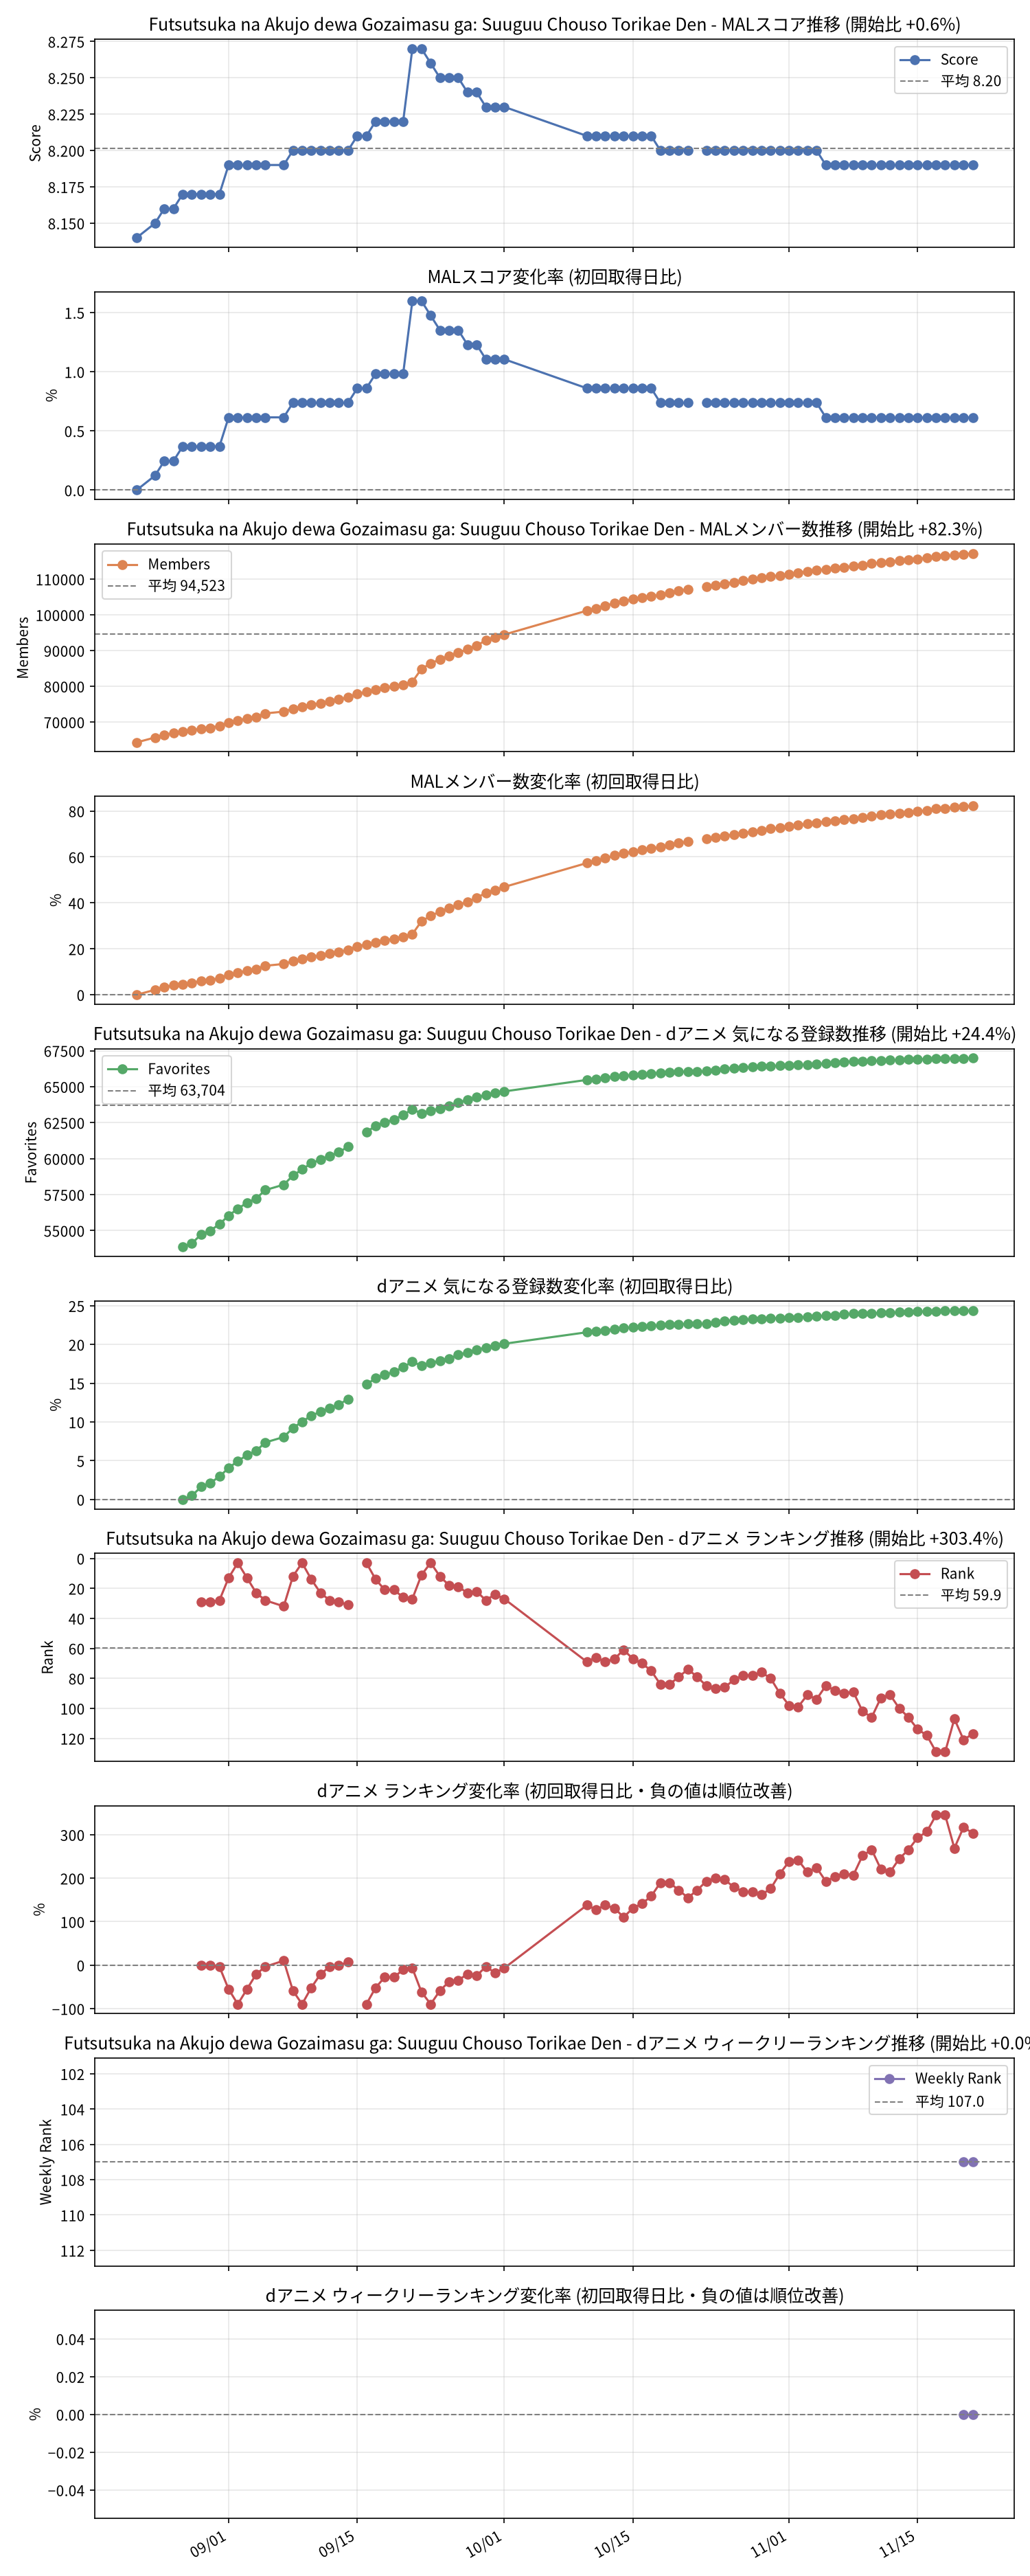 Futsutsuka na Akujo dewa Gozaimasu ga: Suuguu Chouso Torikae Den - MALスコア推移 (開始比 +0.6%)
8.275
8.250
8.225
8.200
8.175
8.150
Score
Score
平均 8.20
MALスコア変化率 (初回取得日比)
1.5
1.0
0.5
0.0
%
Futsutsuka na Akujo dewa Gozaimasu ga: Suuguu Chouso Torikae Den - MALメンバー数推移 (開始比 +82.3%)
110000
100000
90000
80000
70000
Members
Members
平均 94,523
MALメンバー数変化率 (初回取得日比)
80
60
40
20
0
%
Futsutsuka na Akujo dewa Gozaimasu ga: Suuguu Chouso Torikae Den - dアニメ 気になる登録数推移 (開始比 +24.4%)
67500
65000
62500
60000
57500
55000
Favorites
Favorites
平均 63,704
dアニメ 気になる登録数変化率 (初回取得日比)
25
20
15
10
5
0
%
Futsutsuka na Akujo dewa Gozaimasu ga: Suuguu Chouso Torikae Den - dアニメ ランキング推移 (開始比 +303.4%)
0
20
40
60
80
100
120
Rank
Rank
平均 59.9
dアニメ ランキング変化率 (初回取得日比・負の値は順位改善)
300
200
100
0
−100
%
Futsutsuka na Akujo dewa Gozaimasu ga: Suuguu Chouso Torikae Den - dアニメ ウィークリーランキング推移 (開始比 +0.0%
102
104
106
108
110
112
Weekly Rank
Weekly Rank
平均 107.0
dアニメ ウィークリーランキング変化率 (初回取得日比・負の値は順位改善)
0.04
0.02
0.00
−0.02
−0.04
%
09/01
09/15
10/01
10/15
11/01
11/15